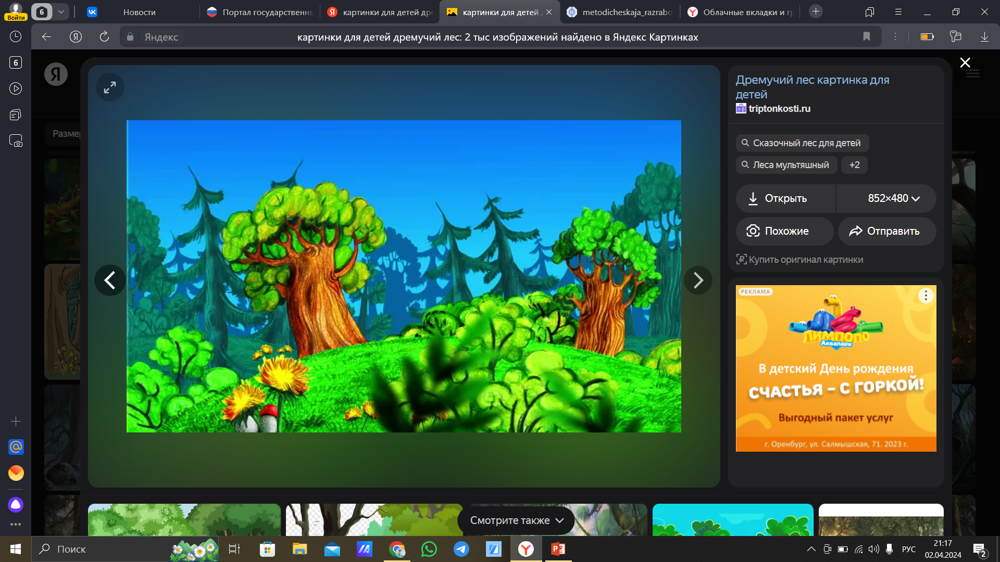 Войти
6
Новости
Портал государственнь
картинки для детей дре
картинки для детей д
metodicheskaja_razrabo
Облачные вкладки и гр
Яндекс
картинки для детей дремучий лес: 2 тыс изображений найдено в Яндекс Картинках
6
Я
Размер
Дремучий лес картинка для
детей
triptonkosti.ru
Сказочный лес для детей
Леса мультяшный
+2
Открыть
852×480
Похожие
Отправить
Купить оригинал картинки
РЕКЛАМА
ЛИМПОПО
Аквапарк
В детский День рождения
СЧАСТЬЯ – С ГОРКОЙ!
Выгодный пакет услуг
г. Оренбург, ул. Салмышская, 71. 2023 г.
Смотрите также
Поиск
РУС
21:17
02.04.2024
2